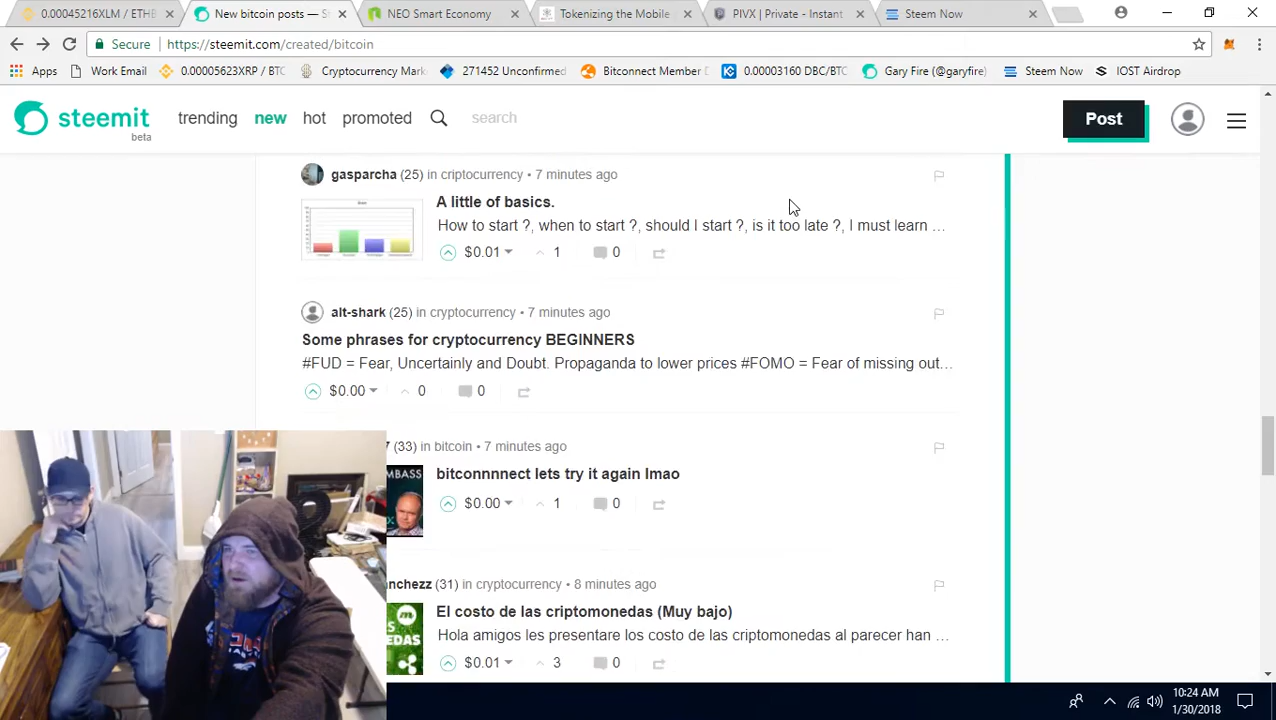 0.00045216XLM / ETHB
New bitcoin posts — S
NEO Smart Economy
Tokenizing the Mobile
PIVX | Private - Instant
Steem Now
Secure
https://steemit.com/created/bitcoin
Apps
Work Email
0.00005623XRP / BTC
Cryptocurrency Mark
271452 Unconfirmed
Bitconnect Member D
0.00003160 DBC/BTC
Gary Fire (@garyfire)
Steem Now
IOST Airdrop
steemit
beta
trending new hot promoted
search
Post
gasparcha (25) in criptocurrency • 7 minutes ago
A little of basics.
How to start ?, when to start ?, should I start ?, is it too late ?, I must learn ...
$0.01 1 0
alt-shark (25) in cryptocurrency • 7 minutes ago
Some phrases for cryptocurrency BEGINNERS
#FUD = Fear, Uncertainly and Doubt. Propaganda to lower prices #FOMO = Fear of missing out...
$0.00 0 0
7 (33) in bitcoin • 7 minutes ago
bitconnnnect lets try it again lmao
$0.00 1 0
nchezz (31) in cryptocurrency • 8 minutes ago
El costo de las criptomonedas (Muy bajo)
Hola amigos les presentare los costo de las criptomonedas al parecer han ...
$0.01 3 0
10:24 AM
1/30/2018